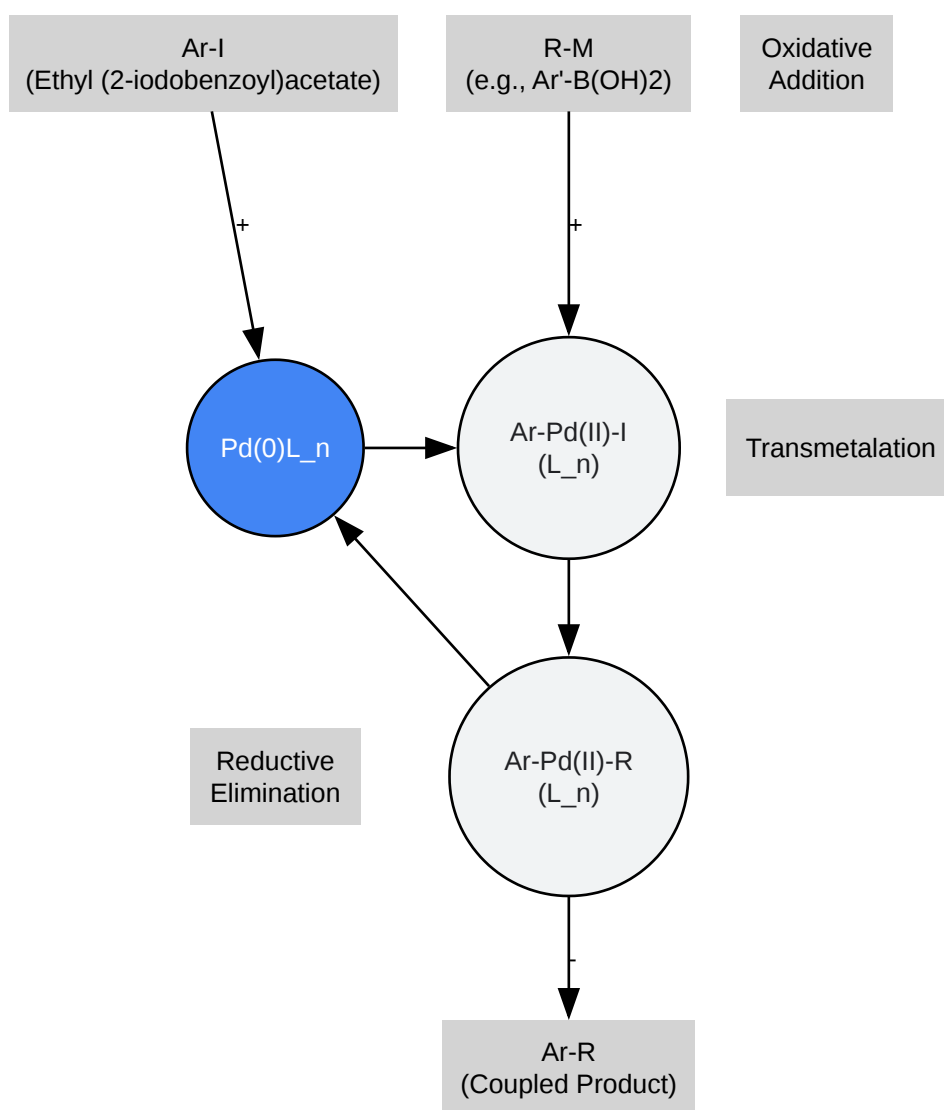 Ar-I
(Ethyl (2-iodobenzoyl)acetate)
R-M
(e.g., Ar'-B(OH)2)
Oxidative
Addition
+
+
Pd(0)L_n
Ar-Pd(II)-I
(L_n)
Transmetalation
Reductive
Elimination
Ar-Pd(II)-R
(L_n)
-
Ar-R
(Coupled Product)